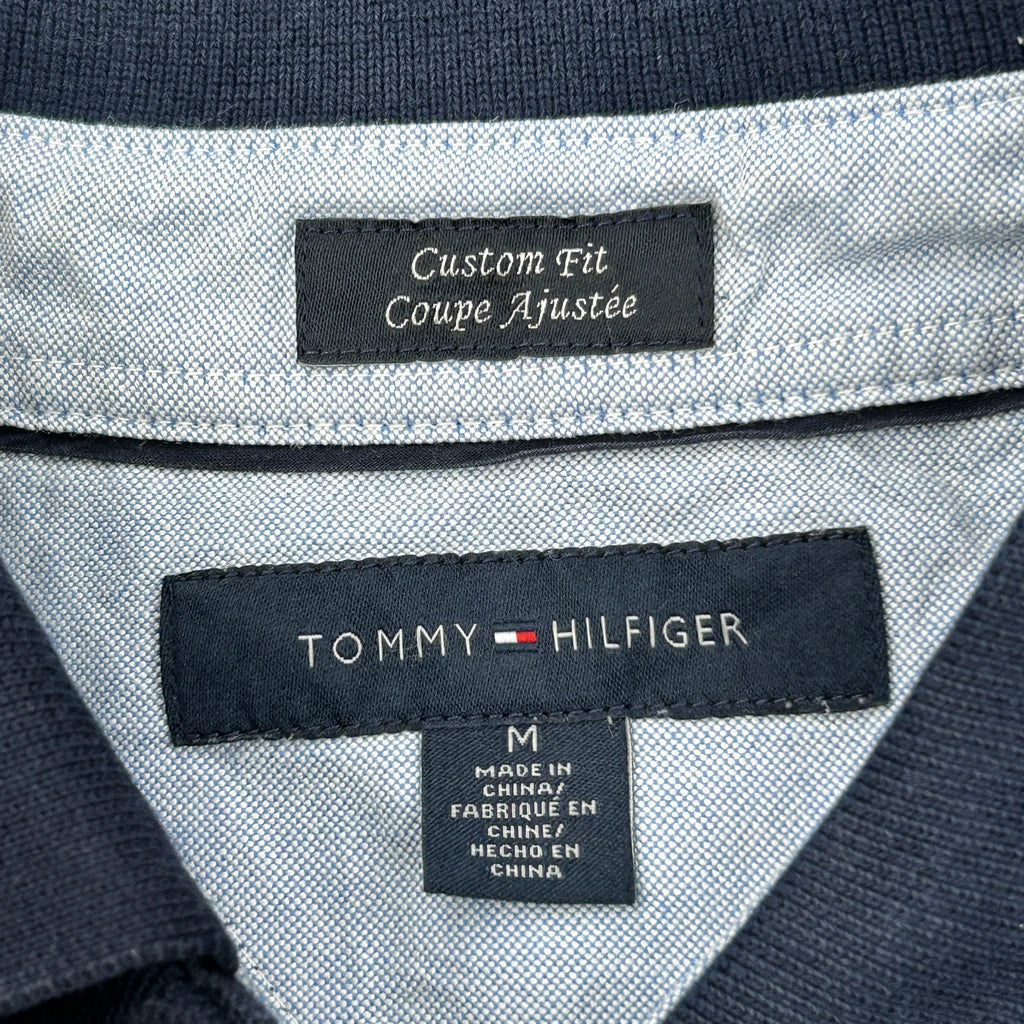 Custom Fit
Coupe Ajustée
TOMMY HILFIGER
M
MADE IN
CHINA/
FABRIQUÉ EN
CHINE/
HECHO EN
CHINA